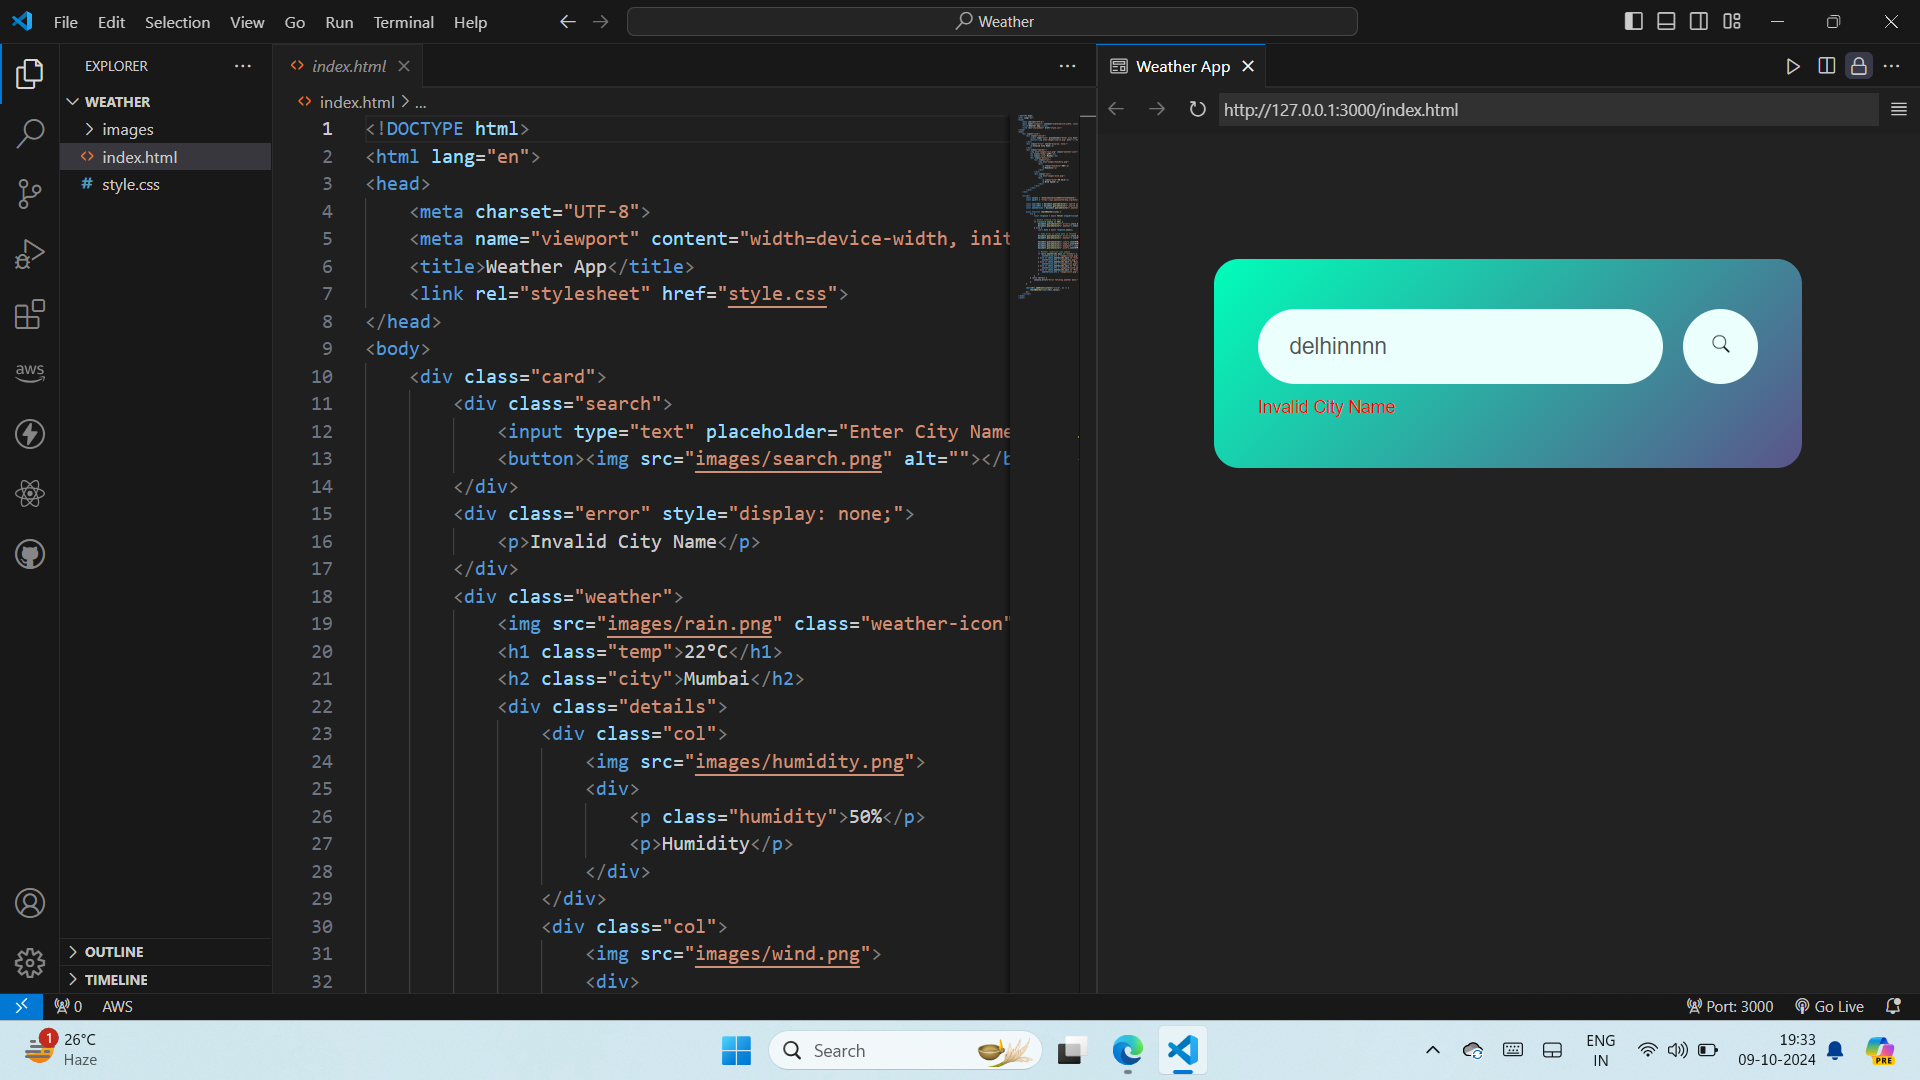 File Edit Selection View Go Run Terminal Help
Weather
EXPLORER
WEATHER
images
index.html
style.css
OUTLINE
TIMELINE
index.html
index.html > ...
1 <!DOCTYPE html>
2 <html lang="en">
3 <head>
4 <meta charset="UTF-8">
5 <meta name="viewport" content="width=device-width, init
6 <title>Weather App</title>
7 <link rel="stylesheet" href="style.css">
8 </head>
9 <body>
10 <div class="card">
11 <div class="search">
12 <input type="text" placeholder="Enter City Name
13 <button><img src="images/search.png" alt=""></b
14 </div>
15 <div class="error" style="display: none;">
16 <p>Invalid City Name</p>
17 </div>
18 <div class="weather">
19 <img src="images/rain.png" class="weather-icon"
20 <h1 class="temp">22°C</h1>
21 <h2 class="city">Mumbai</h2>
22 <div class="details">
23 <div class="col">
24 <img src="images/humidity.png">
25 <div>
26 <p class="humidity">50%</p>
27 <p>Humidity</p>
28 </div>
29 </div>
30 <div class="col">
31 <img src="images/wind.png">
32 <div>
Weather App
http://127.0.0.1:3000/index.html
delhinnnn
Invalid City Name
aws
0 AWS
Port: 3000 Go Live
1
26°C
Haze
Search
ENG
IN
19:33
09-10-2024
PRE